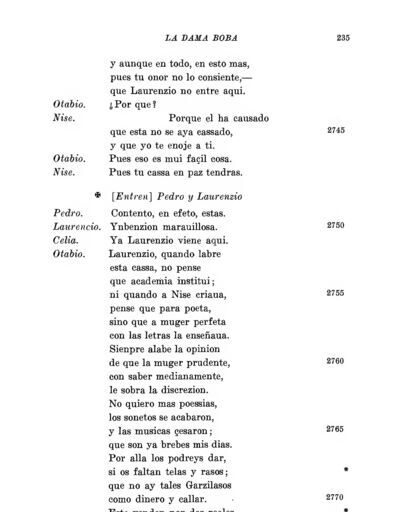 LA DAMA BOBA 235
y aunque en todo, en esto mas,
pues tu onor no lo consiente,—
que Laurenzio no entre aqui.
Otabio. ¿Por que?
Nise. Porque el ha causado
que esta no se aya cassado, 2745
y que yo te enoje a ti.
Otabio. Pues eso es mui façil cosa.
Nise. Pues tu cassa en paz tendras.
✠ [Entren] Pedro y Laurenzio
Pedro. Contento, en efeto, estas.
Laurencio. Ynbenzion marauillosa. 2750
Celia. Ya Laurenzio viene aqui.
Otabio. Laurenzio, quando labre
esta cassa, no pense
que academia institui;
ni quando a Nise criaua, 2755
pense que para poeta,
sino que a muger perfeta
con las letras la enseñaua.
Sienpre alabe la opinion
de que la muger prudente, 2760
con saber medianamente,
le sobra la discrezion.
No quiero mas poessias,
los sonetos se acabaron,
y las musicas çesaron; 2765
que son ya brebes mis dias.
Por alla los podreys dar,
si os faltan telas y rasos; *
que no ay tales Garzilasos
como dinero y callar. 2770